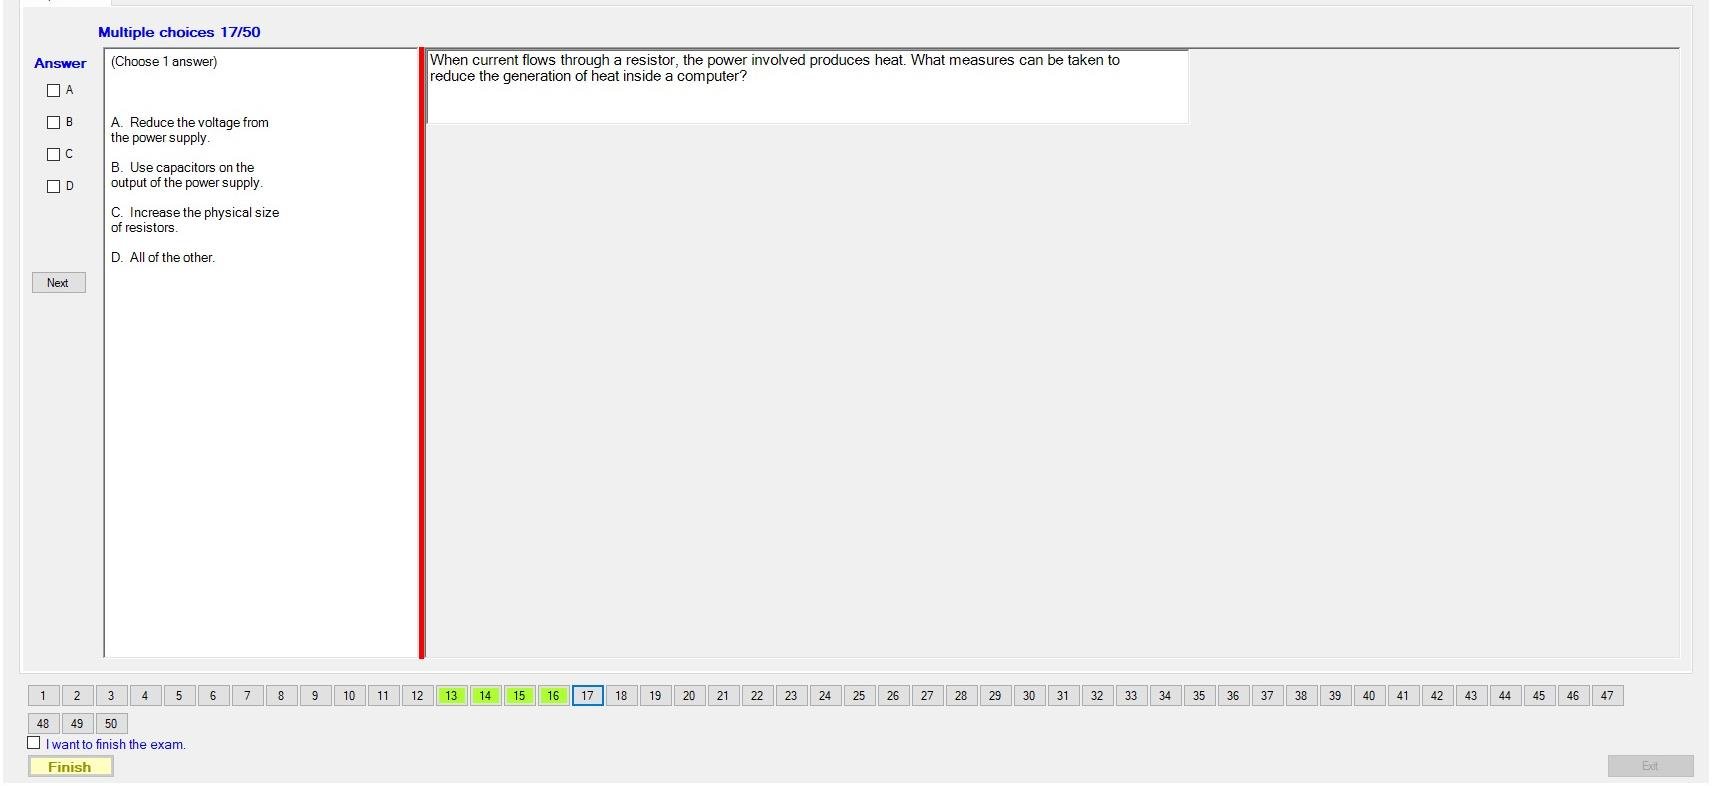 Multiple choices 17/50
Answer
A
B
C
D
Next
(Choose 1 answer)
A. Reduce the voltage from
the power supply.
B. Use capacitors on the
output of the power supply.
C. Increase the physical size
of resistors.
D. All of the other.
When current flows through a resistor, the power involved produces heat. What measures can be taken to
reduce the generation of heat inside a computer?
1 2 3 4 5 6 7 8 9 10 11 12 13 14 15 16 17 18 19 20 21 22 23 24 25 26 27 28 29 30 31 32 33 34 35 36 37 38 39 40 41 42 43 44 45 46 47
48 49 50
I want to finish the exam.
Finish
Exit